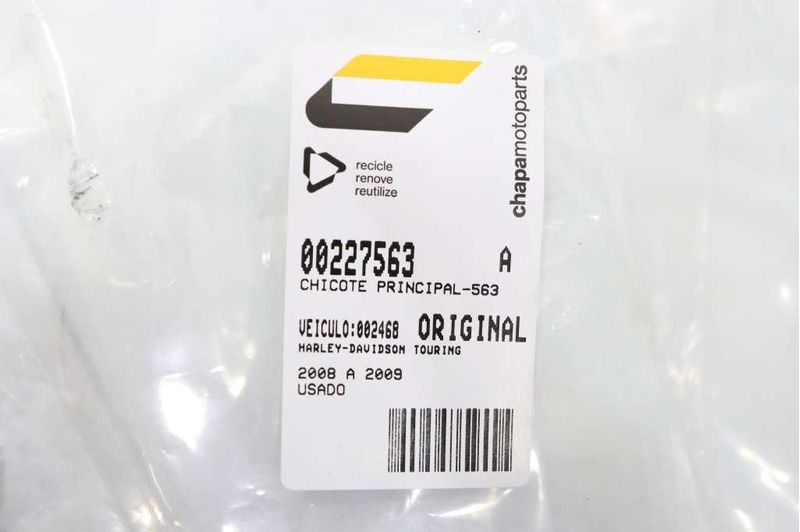 chapamotoparts
recicle
renove
reutilize
00227563 A
CHICOTE PRINCIPAL-563
VEICULO:002468 ORIGINAL
HARLEY-DAVIDSON TOURING
2008 A 2009
USADO